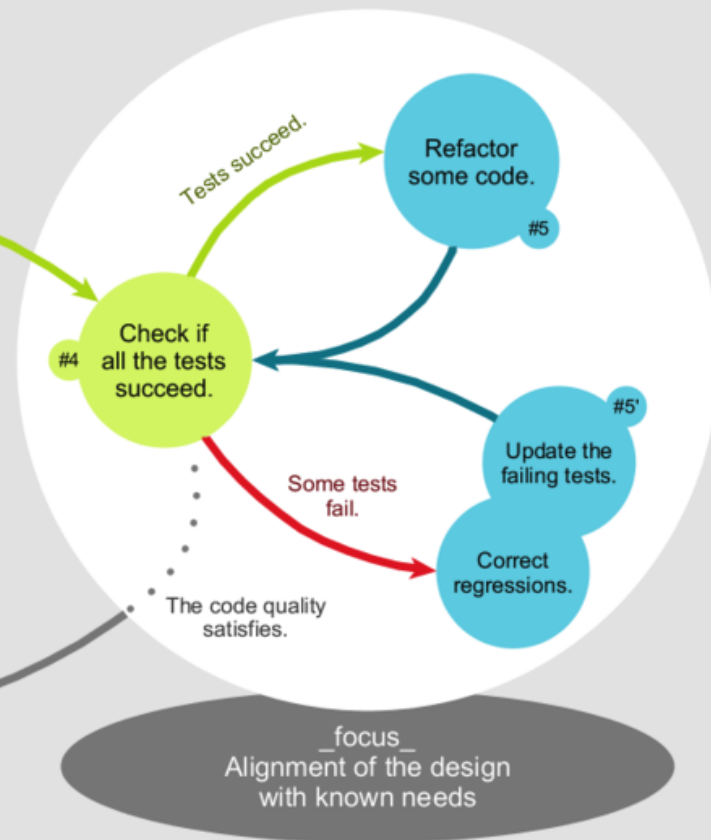 Tests succeed.
Refactor
some code.
#5
Check if
all the tests
succeed.
#4
#5'
Update the
failing tests.
Some tests
fail.
Correct
regressions.
The code quality
satisfies.
_focus_
Alignment of the design
with known needs